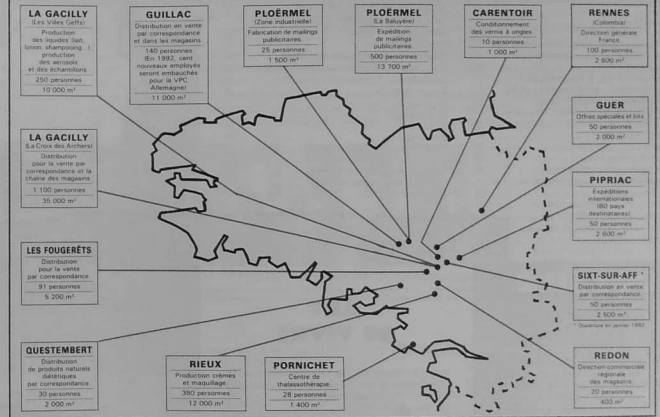 LA GACILLY
(Les Villes Geffs)
Production
des liquides (lait,
lotion, shampooing...),
production
des aérosols
et des échantillons.
250 personnes
10 000 m²
GUILLAC
Distribution en vente
par correspondance
et dans les magasins.
140 personnes
(En 1992, cent
nouveaux employés
seront embauchés
pour la VPC
Allemagne)
11 000 m²
PLOËRMEL
(Zone industrielle)
Fabrication de mailings
publicitaires.
25 personnes
1 500 m²
PLOËRMEL
(La Baluyère)
Expédition
de mailings
publicitaires.
500 personnes
13 700 m²
CARENTOIR
Conditionnement
des vernis à ongles
10 personnes
1 000 m²
RENNES
(Colombia)
Direction générale
France.
100 personnes
2 600 m²
LA GACILLY
(La Croix des Archers)
Distribution
pour la vente par
correspondance et la
chaîne des magasins.
1 100 personnes
35 000 m²
GUER
Offres spéciales et lots
50 personnes
2 000 m²
PIPRIAC
Expéditions
internationales
(80 pays
destinataires)
50 personnes
2 600 m²
LES FOUGERÊTS
Distribution
pour la vente
par correspondance.
91 personnes
5 200 m²
SIXT-SUR-AFF *
Distribution en vente
par correspondance.
50 personnes
2 500 m²
* Ouverture en janvier 1992
QUESTEMBERT
Distribution
de produits naturels
diététiques
par correspondance.
30 personnes
2 000 m²
RIEUX
Production crèmes
et maquillage.
380 personnes
12 000 m²
PORNICHET
Centre de
thalassothérapie.
28 personnes
1 400 m²
REDON
Direction commerciale
régionale
des magasins.
20 personnes
400 m²